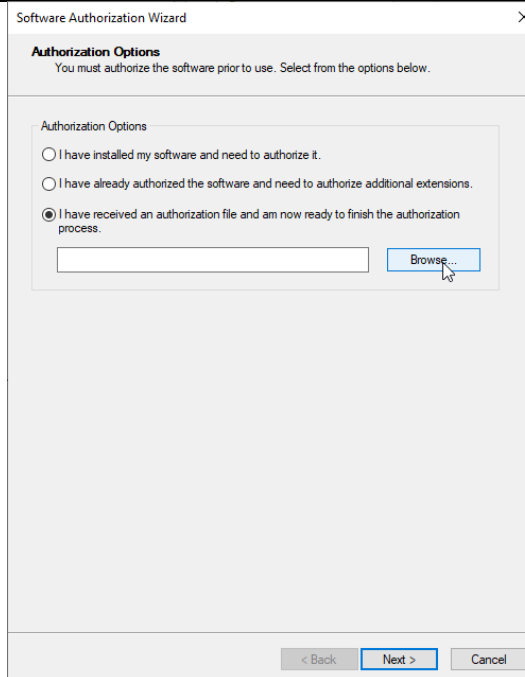 Software Authorization Wizard
Authorization Options
You must authorize the software prior to use. Select from the options below.
Authorization Options
I have installed my software and need to authorize it.
I have already authorized the software and need to authorize additional extensions.
I have received an authorization file and am now ready to finish the authorization
process.
Browse...
< Back
Next >
Cancel